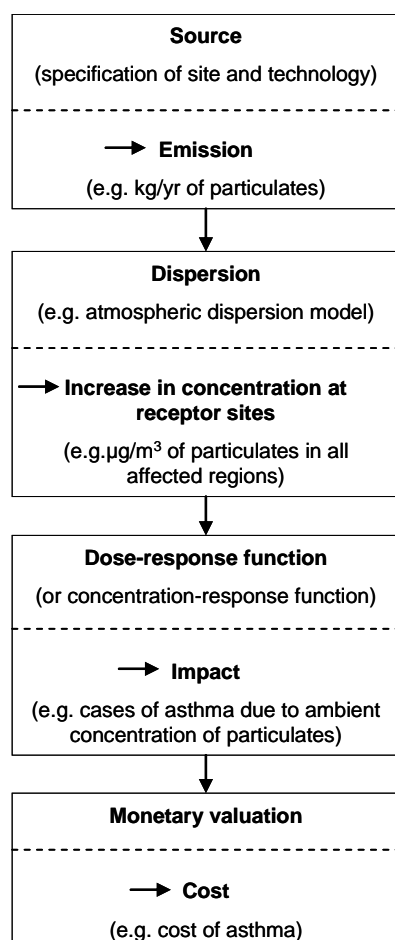 Source
(specification of site and technology)
Emission
(e.g. kg/yr of particulates)
Dispersion
(e.g. atmospheric dispersion model)
Increase in concentration at
receptor sites
(e.g.µg/m³ of particulates in all
affected regions)
Dose-response function
(or concentration-response function)
Impact
(e.g. cases of asthma due to ambient
concentration of particulates)
Monetary valuation
Cost
(e.g. cost of asthma)